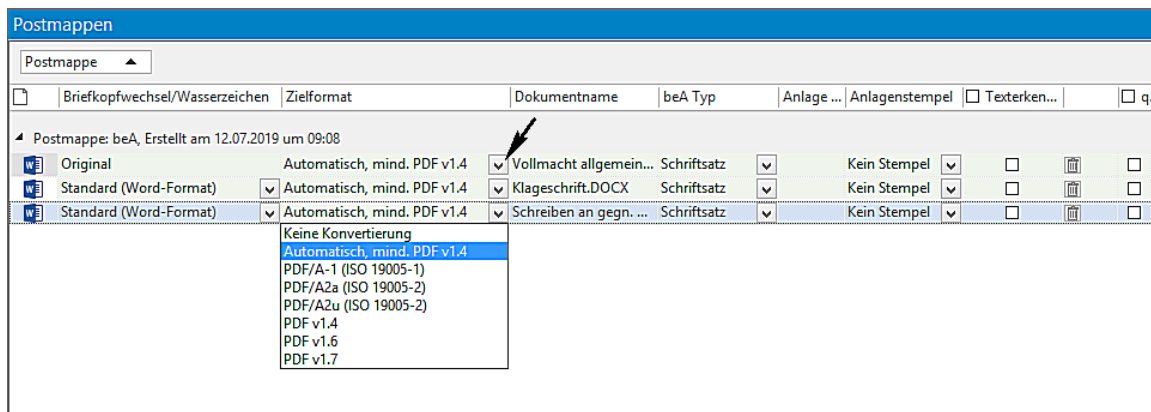 Postmappen
Postmappe
Briefkopfwechsel/Wasserzeichen Zielformat Dokumentname beA Typ Anlage ... Anlagenstempel Texterken... q.
Postmappe: beA, Erstellt am 12.07.2019 um 09:08
Original Automatisch, mind. PDF v1.4 Vollmacht allgemein... Schriftsatz Kein Stempel
Standard (Word-Format) Automatisch, mind. PDF v1.4 Klageschrift.DOCX Schriftsatz Kein Stempel
Standard (Word-Format) Automatisch, mind. PDF v1.4 Schreiben an gegn. ... Schriftsatz Kein Stempel
Keine Konvertierung
Automatisch, mind. PDF v1.4
PDF/A-1 (ISO 19005-1)
PDF/A2a (ISO 19005-2)
PDF/A2u (ISO 19005-2)
PDF v1.4
PDF v1.6
PDF v1.7